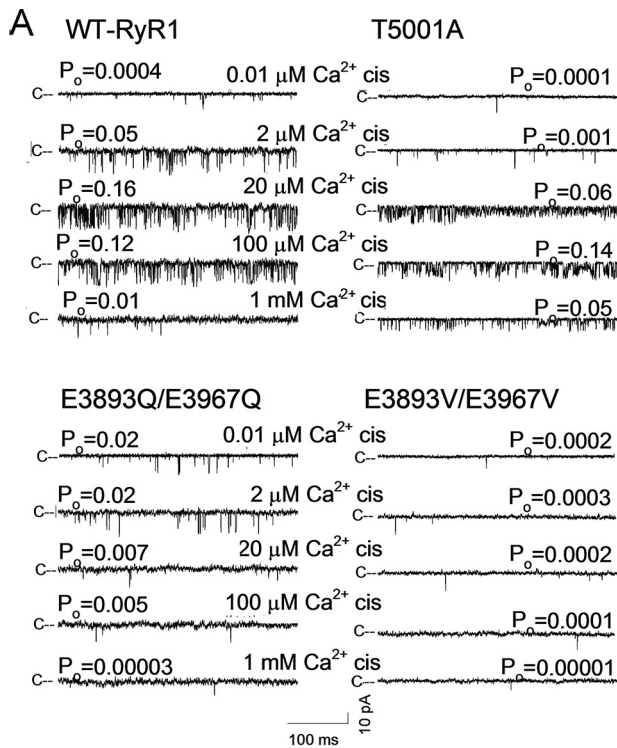 A
WT-RyR1 T5001A
Po=0.0004 0.01 μM Ca2+ cis Po=0.0001
C-- C--
Po=0.05 2 μM Ca2+ cis Po=0.001
C-- C--
Po=0.16 20 μM Ca2+ cis Po=0.06
C-- C--
Po=0.12 100 μM Ca2+ cis Po=0.14
C-- C--
Po=0.01 1 mM Ca2+ cis Po=0.05
C-- C--
E3893Q/E3967Q E3893V/E3967V
Po=0.02 0.01 μM Ca2+ cis Po=0.0002
C-- C--
Po=0.02 2 μM Ca2+ cis Po=0.0003
C-- C--
Po=0.007 20 μM Ca2+ cis Po=0.0002
C-- C--
Po=0.005 100 μM Ca2+ cis Po=0.0001
C-- C--
Po=0.00003 1 mM Ca2+ cis Po=0.00001
C-- C--
10 pA
100 ms